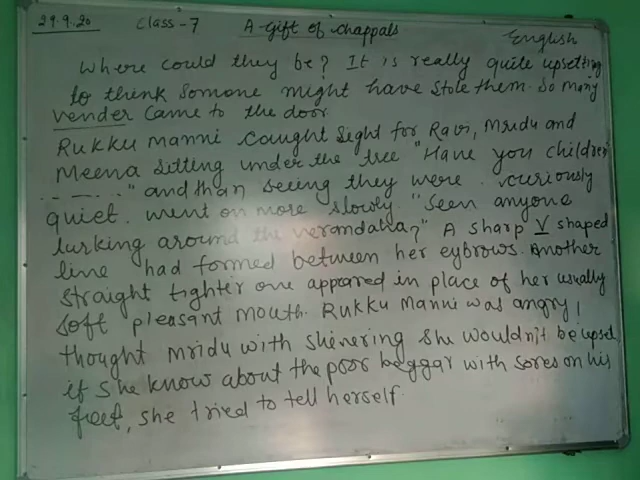 29.9.20 Class-7 A Gift of chappals English
Where could they be? It is really quite upsetting
to think Somone might have stole them. So many
vender came to the door.
Rukku manni caught sight for Ravi, Mridu and
Meena sitting under the tree "Have you children
......" and than seeing they were curiously
quiet. went on more slowly. "Seen anyone
lurking around the verandaha?" A sharp V shaped
line had formed between her eybrows. Another
straight tighter one appeared in place of her usually
soft pleasant mouth. Rukku Manni was angry!
thought mridu with shivering She wouldn't be upset
if she know about the poor beggar with sores on his
feet, she tried to tell herself.